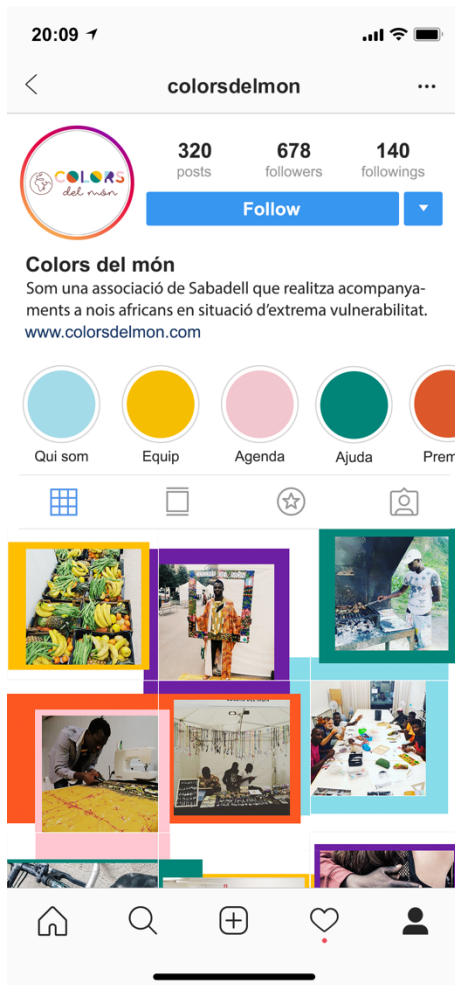 20:09
colorsdelmon
COLORS
del món
320
posts
678
followers
140
followings
Follow
Colors del món
Som una associació de Sabadell que realitza acompanya-
ments a nois africans en situació d'extrema vulnerabilitat.
www.colorsdelmon.com
Qui som
Equip
Agenda
Ajuda
Prem